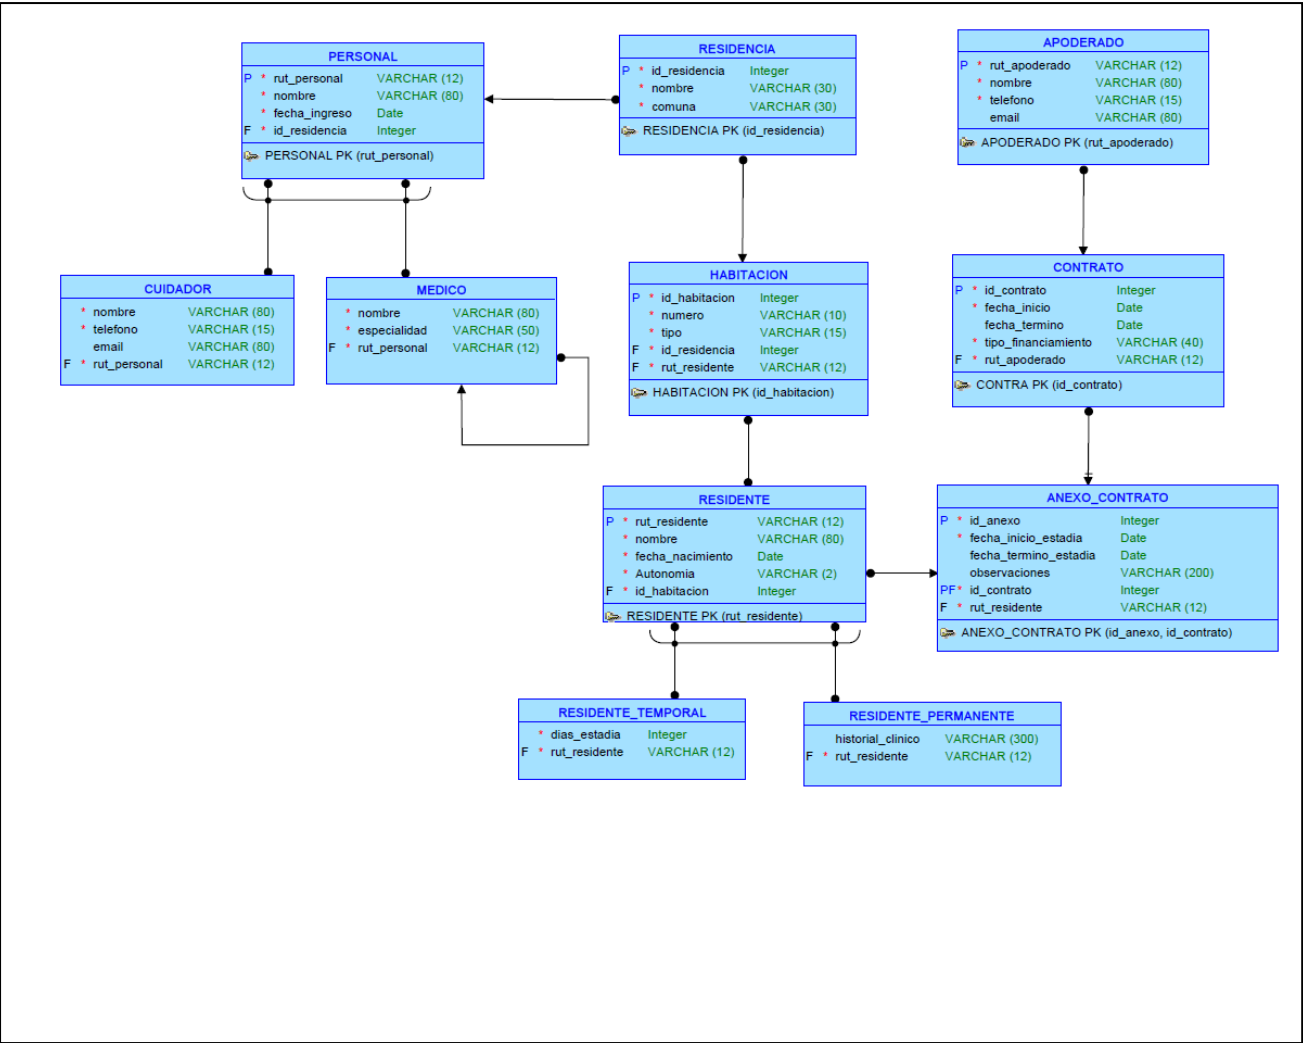 PERSONAL
P * rut_personal VARCHAR (12)
* nombre VARCHAR (80)
* fecha_ingreso Date
F * id_residencia Integer
PERSONAL PK (rut_personal)
RESIDENCIA
P * id_residencia Integer
* nombre VARCHAR (30)
* comuna VARCHAR (30)
RESIDENCIA PK (id_residencia)
APODERADO
P * rut_apoderado VARCHAR (12)
* nombre VARCHAR (80)
* telefono VARCHAR (15)
email VARCHAR (80)
APODERADO PK (rut_apoderado)
CUIDADOR
* nombre VARCHAR (80)
* telefono VARCHAR (15)
email VARCHAR (80)
F * rut_personal VARCHAR (12)
MEDICO
* nombre VARCHAR (80)
* especialidad VARCHAR (50)
F * rut_personal VARCHAR (12)
HABITACION
P * id_habitacion Integer
* numero VARCHAR (10)
* tipo VARCHAR (15)
F * id_residencia Integer
F * rut_residente VARCHAR (12)
HABITACION PK (id_habitacion)
CONTRATO
P * id_contrato Integer
* fecha_inicio Date
fecha_termino Date
* tipo_financiamiento VARCHAR (40)
F * rut_apoderado VARCHAR (12)
CONTRA PK (id_contrato)
RESIDENTE
P * rut_residente VARCHAR (12)
* nombre VARCHAR (80)
* fecha_nacimiento Date
* Autonomia VARCHAR (2)
F * id_habitacion Integer
RESIDENTE PK (rut_residente)
ANEXO_CONTRATO
P * id_anexo Integer
* fecha_inicio_estadia Date
fecha_termino_estadia Date
observaciones VARCHAR (200)
PF* id_contrato Integer
F * rut_residente VARCHAR (12)
ANEXO_CONTRATO PK (id_anexo, id_contrato)
RESIDENTE_TEMPORAL
* dias_estadia Integer
F * rut_residente VARCHAR (12)
RESIDENTE_PERMANENTE
historial_clinico VARCHAR (300)
F * rut_residente VARCHAR (12)